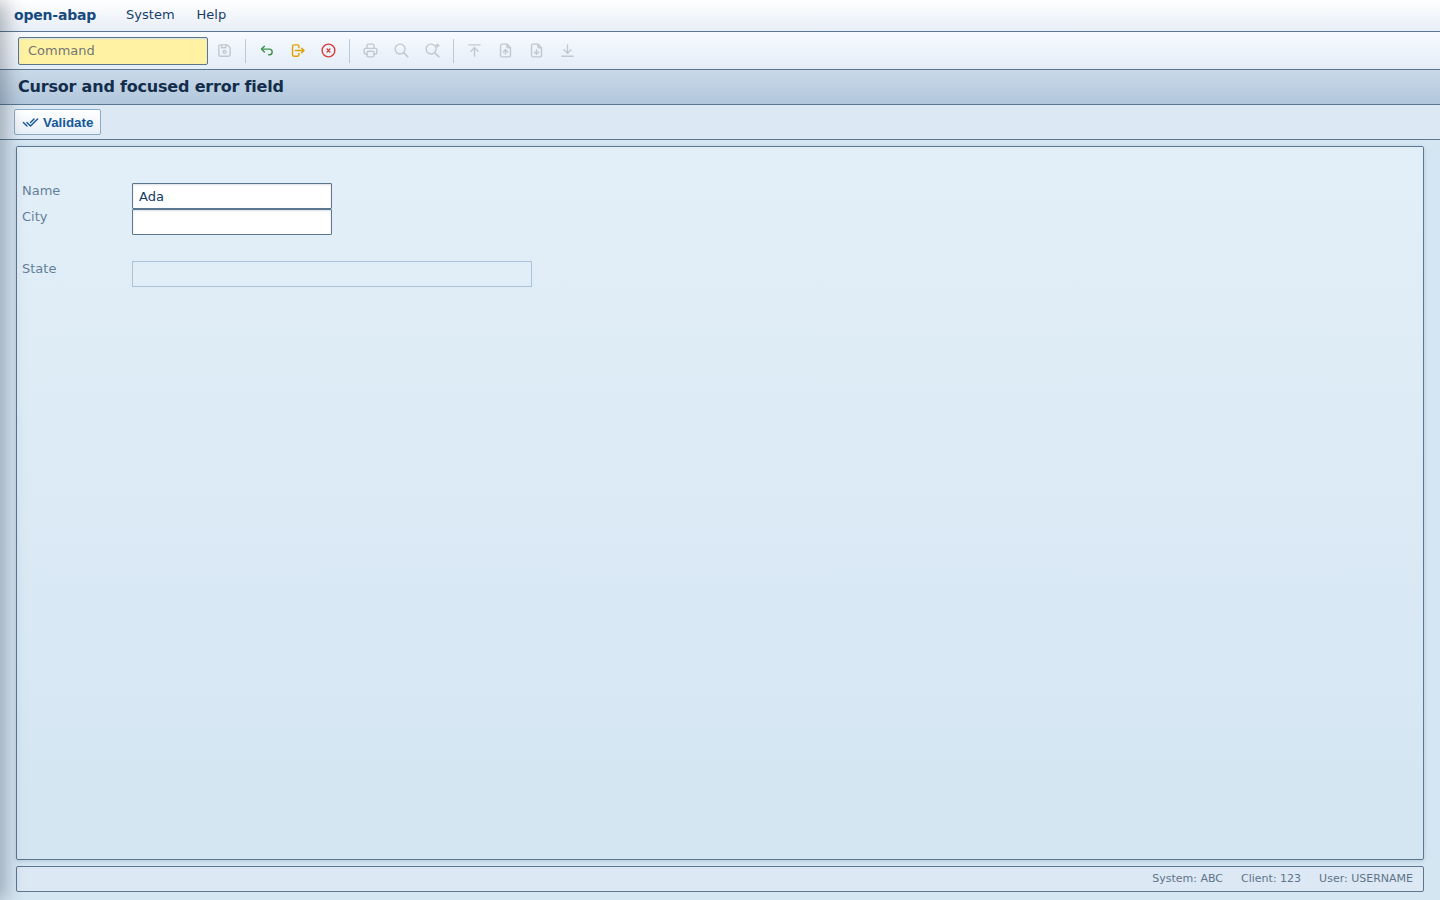 open-abap System Help
Command
Cursor and focused error field
Validate
Name Ada
City
State
System: ABC Client: 123 User: USERNAME